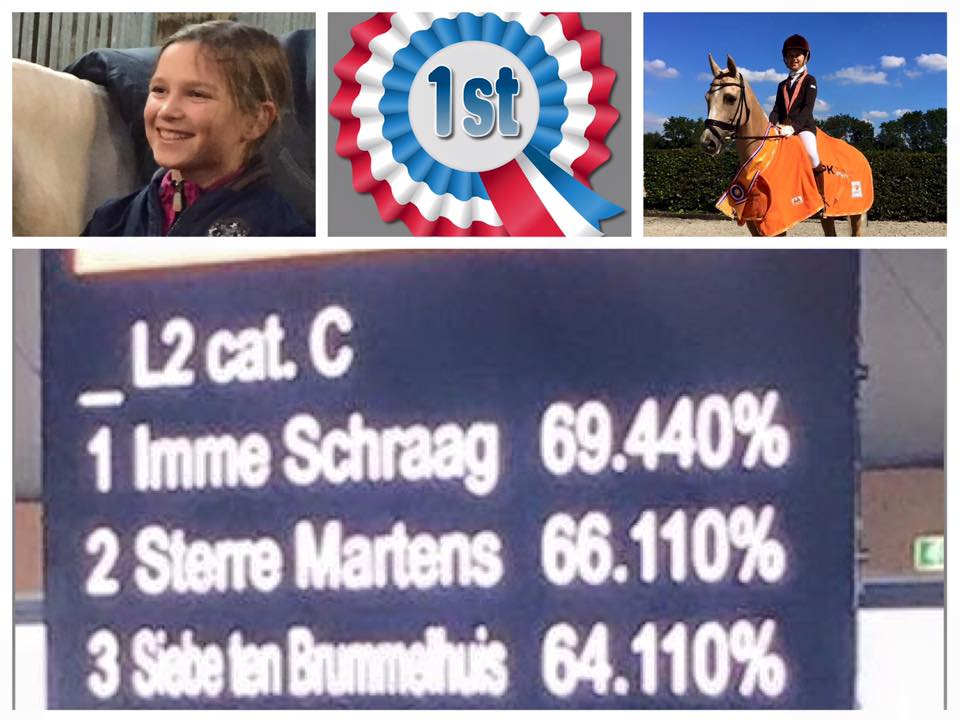 1st
_ L2 cat. C
1 Imme Schraag 69.440%
2 Sterre Martens 66.110%
3 Siebe ten Brummelhuis 64.110%